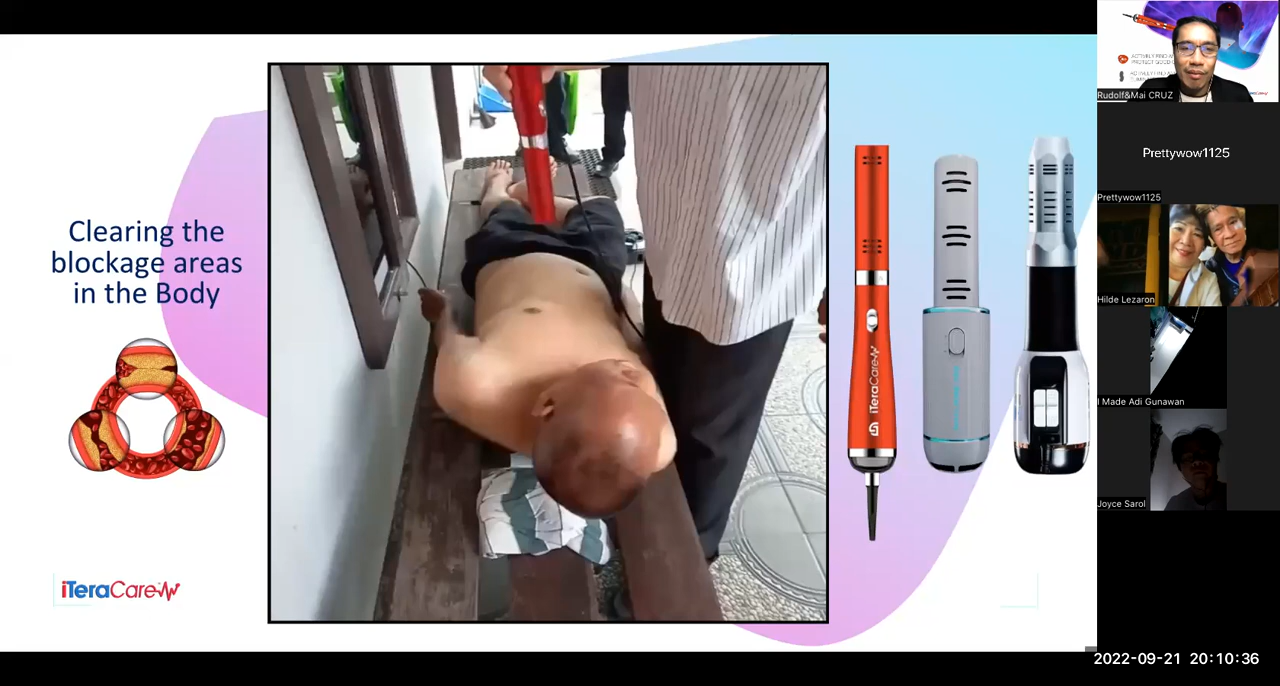 Clearing the
blockage areas
in the Body
iTeraCare
iTeraCare
Rudolf&Mai CRUZ
Prettywow1125
Prettywow1125
Hilde Lezaron
I Made Adi Gunawan
Joyce Sarol
2022-09-21 20:10:36